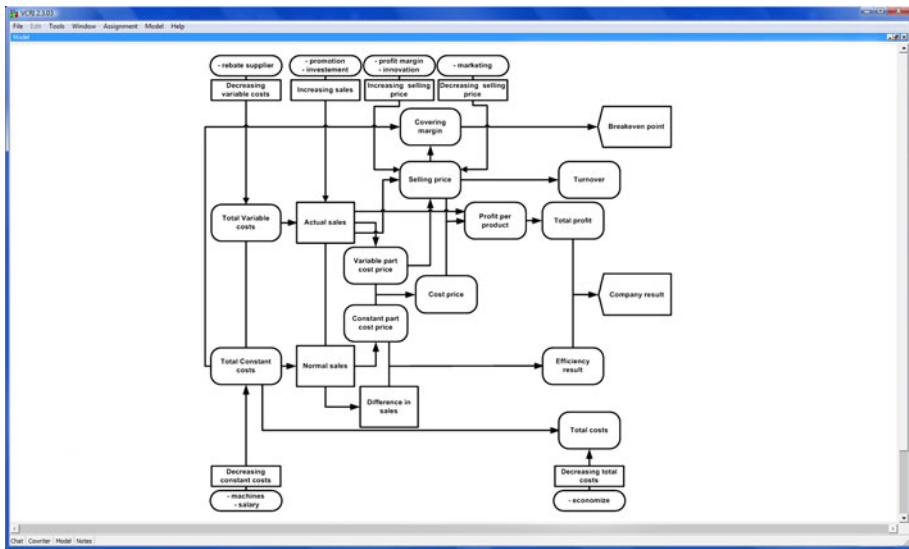 VCRI 2.3.03
File Edit Tools Window Assignment Model Help
Model
- rebate supplier
- promotion
- investement
- profit margin
- innovation
- marketing
Decreasing
variable costs
Increasing sales
Increasing selling
price
Decreasing selling
price
Covering
margin
Breakeven point
Selling price
Turnover
Total Variable
costs
Actual sales
Profit per
product
Total profit
Variable part
cost price
Cost price
Company result
Constant part
cost price
Total Constant
costs
Normal sales
Efficiency
result
Difference in
sales
Total costs
Decreasing
constant costs
Decreasing total
costs
- machines
- salary
- economize
Chat Cowriter Model Notes